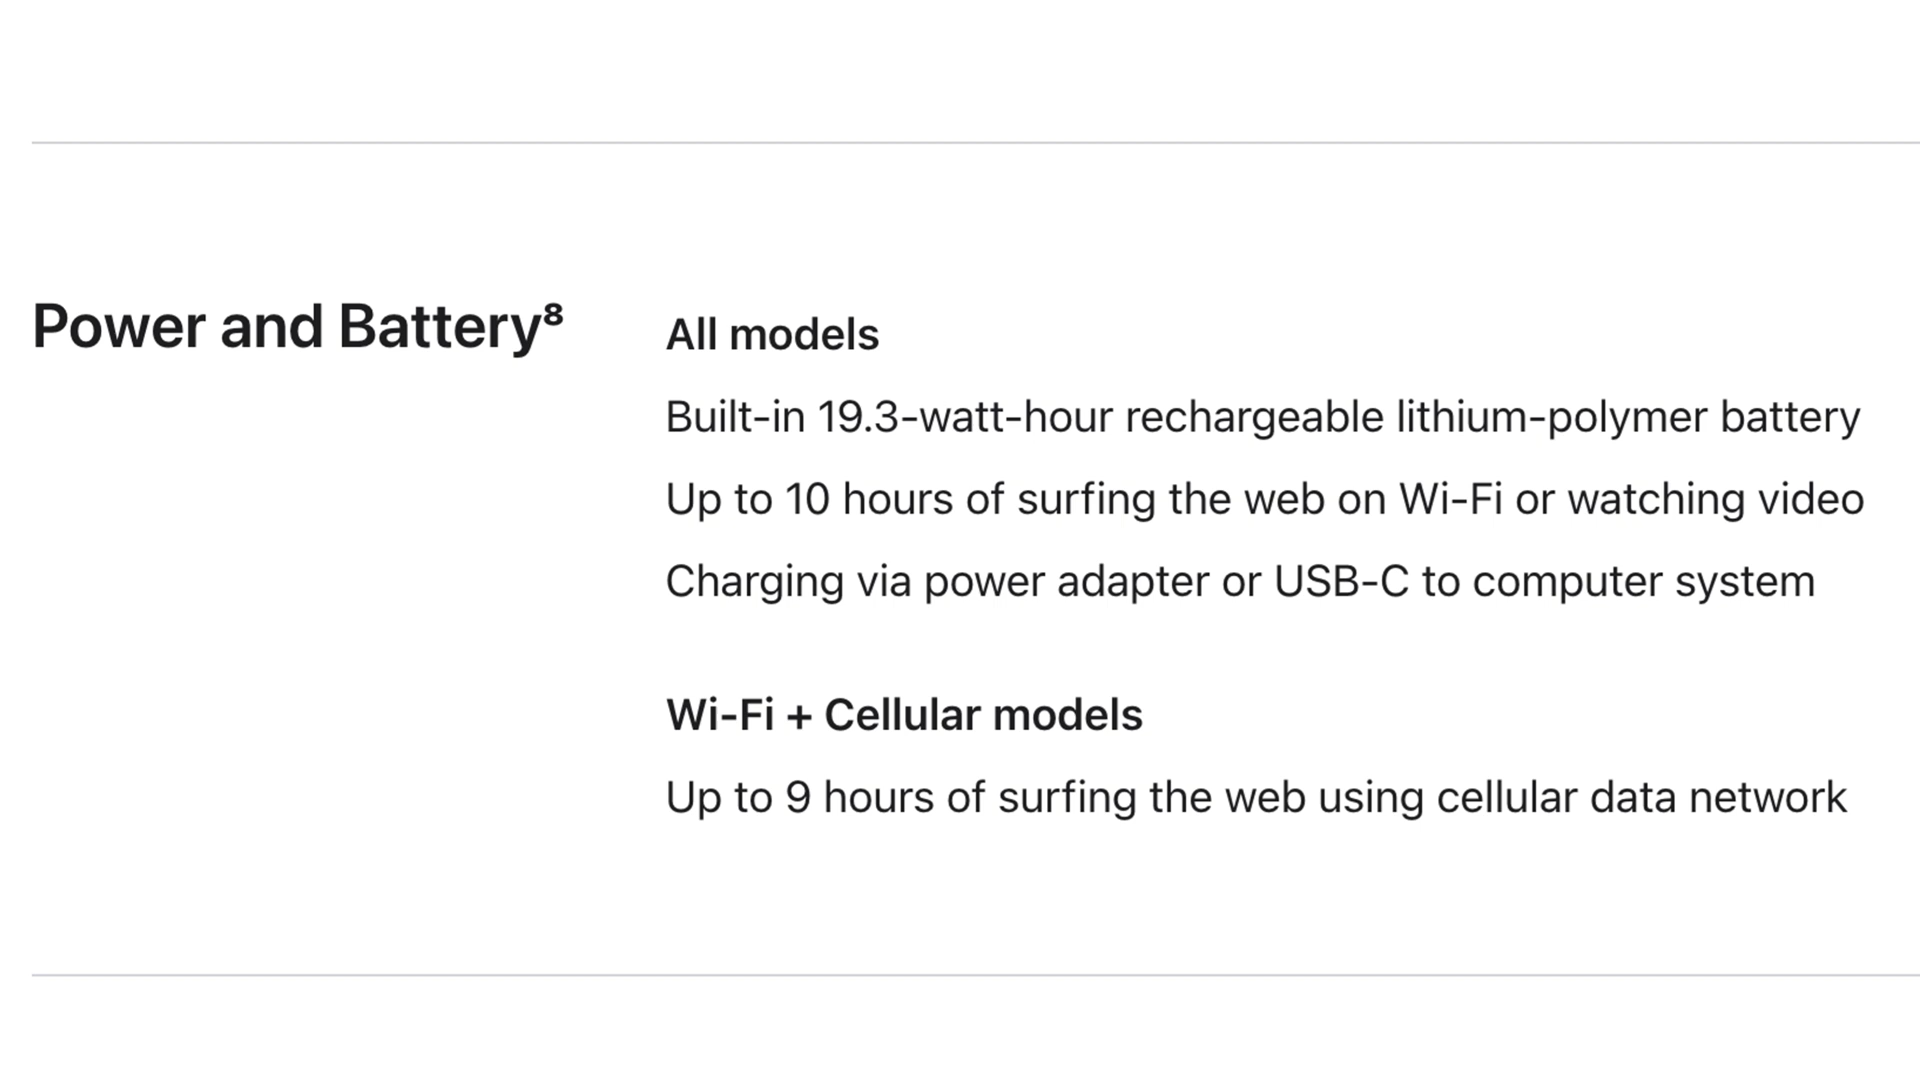 Power and Battery⁸
All models
Built-in 19.3-watt-hour rechargeable lithium-polymer battery
Up to 10 hours of surfing the web on Wi-Fi or watching video
Charging via power adapter or USB-C to computer system
Wi-Fi + Cellular models
Up to 9 hours of surfing the web using cellular data network